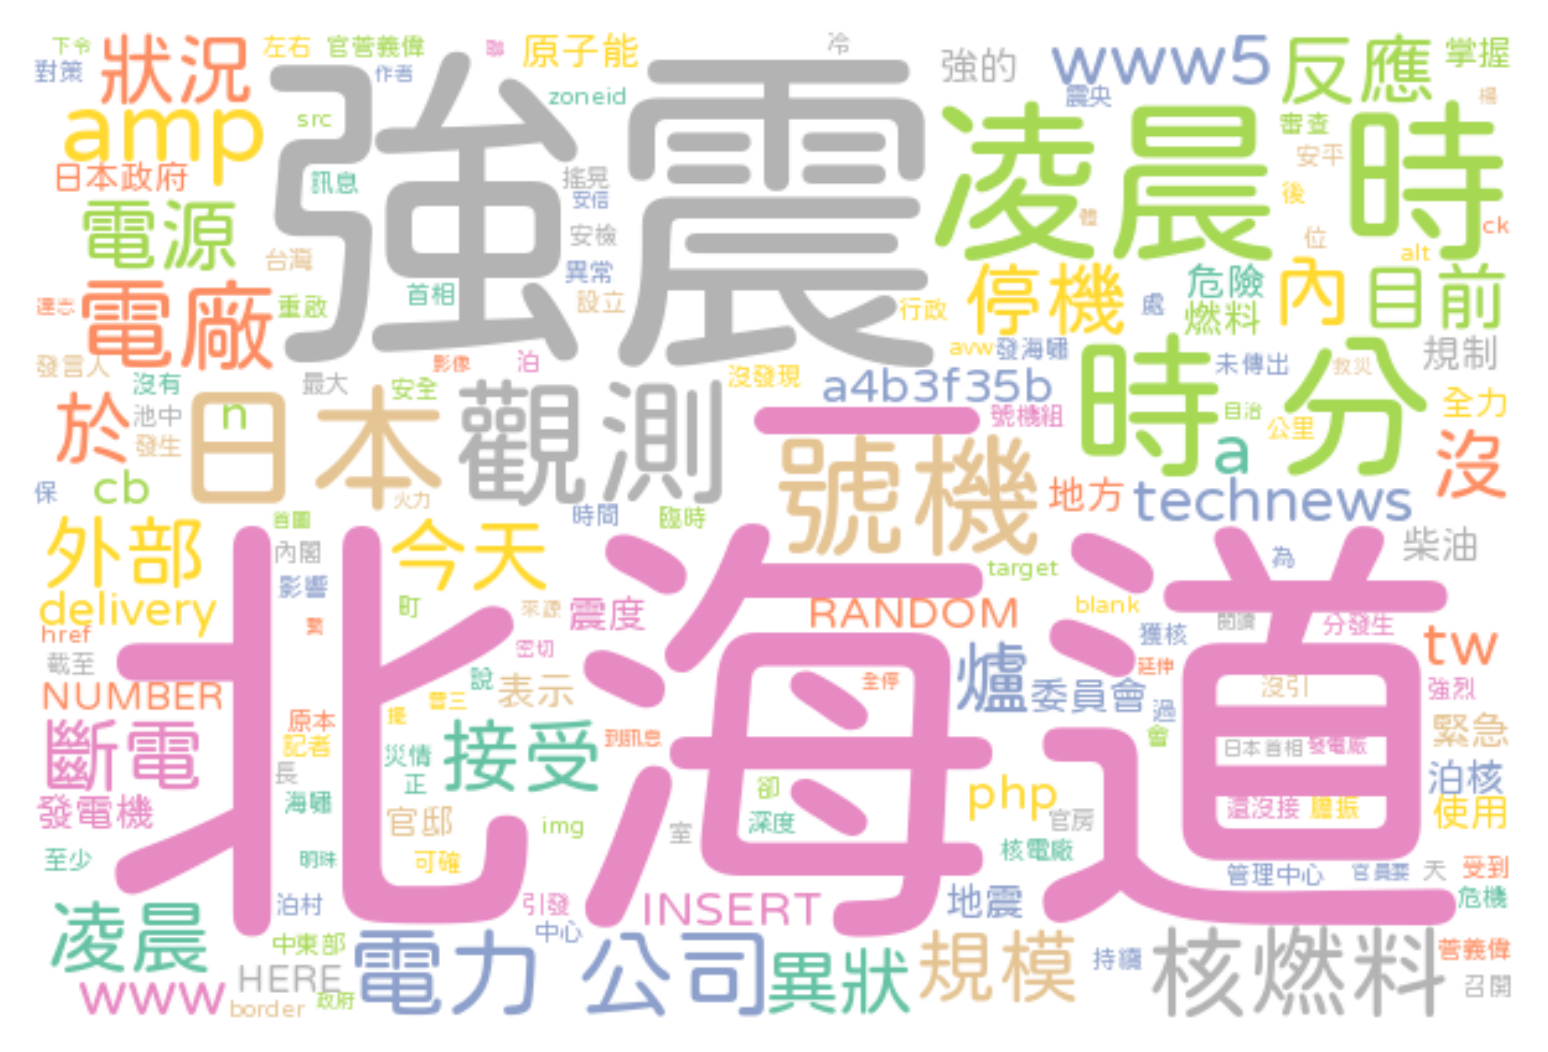 下令
狀況
左右
官菅義偉
聯
原子能
冷
強的
www5
反應
掌握
對策
作者
強震
zoneid
震央
amp
src
凌晨
審查
時
安平
日本政府
訊息
搖晃
安信
後
電源
安檢
體
位
ck
台灣
異常
停機
危險
內
目前
alt
達志
電廠
重啟
首相
設立
行政
處
燃料
發言人
影像
泊
avw
發海嘯
時分
未傳出
救災
規制
沒有
最大
安全
沒發現
a4b3f35b
全力
於
池中
n
日本
觀測
一
號機組
目治
公里
發生
號機
a
沒
保
cb
火力
地方
technews
外部
首圖
今天
時間
臨時
柴油
內閣
北海道
target
為
影響
delivery
町
來源
震度
RANDOM
blank
閱讀
分發生
href
繁
密切
爐
獲核
tw
截至
說
表示
全停
延伸
沒引
強烈
NUMBER
委員會
過
原本
曾三
斷電
記者
接受
到訊息
會
日本首相
發電廠
緊急
災情
長
正
php
泊核
發電機
海嘯
官邸
img
卻
深度
室
官房
還沒接
膽振
使用
至少
明珠
可確
核電廠
管理中心
官員要
天
受到
凌晨
泊村
引發
INSERT
地震
危機
中東部
中心
電力
公司
異狀
規模
持續
核燃料
菅義偉
www
HERE
border
政府
召開